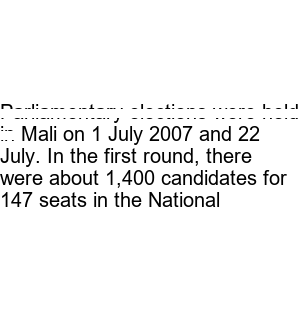 Parliamentary elections were held
in Mali on 1 July 2007 and 22
July. In the first round, there
were about 1,400 candidates for
147 seats in the National